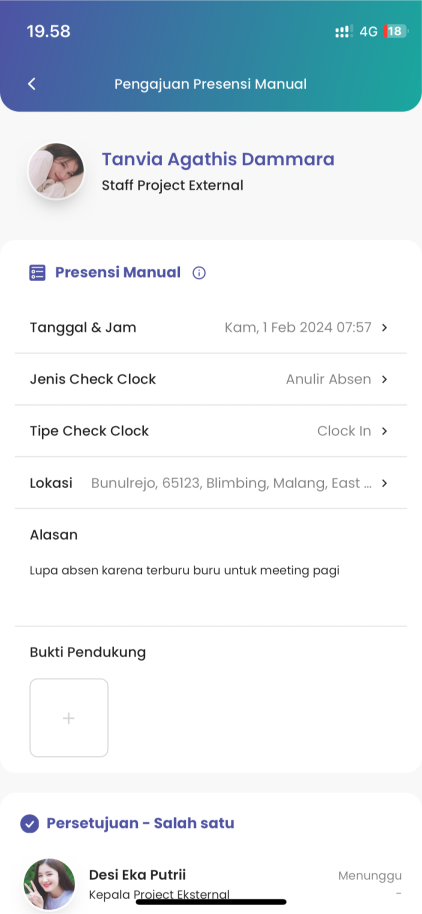 19.58
4G 18
Pengajuan Presensi Manual
Tanvia Agathis Dammara
Staff Project External
Presensi Manual
Tanggal & Jam Kam, 1 Feb 2024 07:57
Jenis Check Clock Anulir Absen
Tipe Check Clock Clock In
Lokasi Bunulrejo, 65123, Blimbing, Malang, East ...
Alasan
Lupa absen karena terburu buru untuk meeting pagi
Bukti Pendukung
+
Persetujuan - Salah satu
Desi Eka Putrii Menunggu
Kepala Project Eksternal -